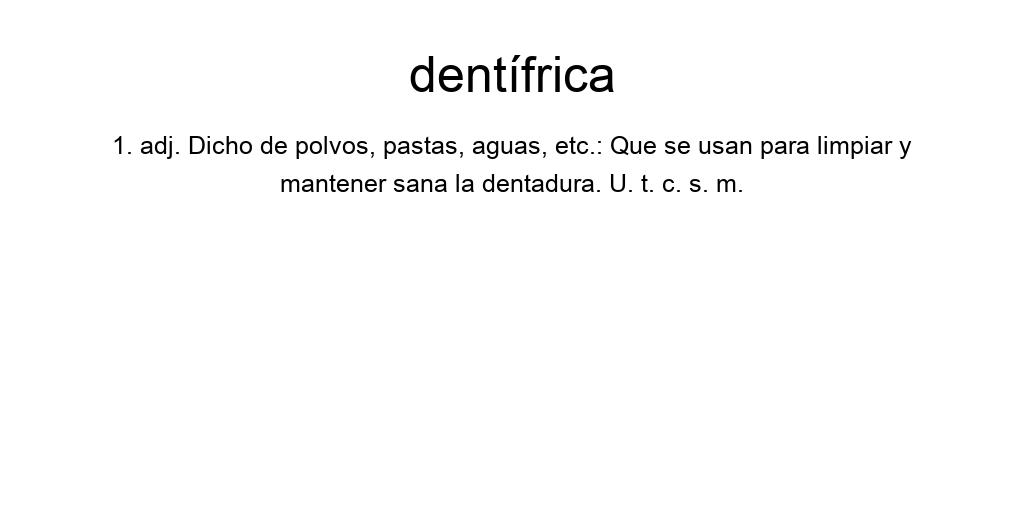 dentífrica
1. adj. Dicho de polvos, pastas, aguas, etc.: Que se usan para limpiar y
mantener sana la dentadura. U. t. c. s. m.